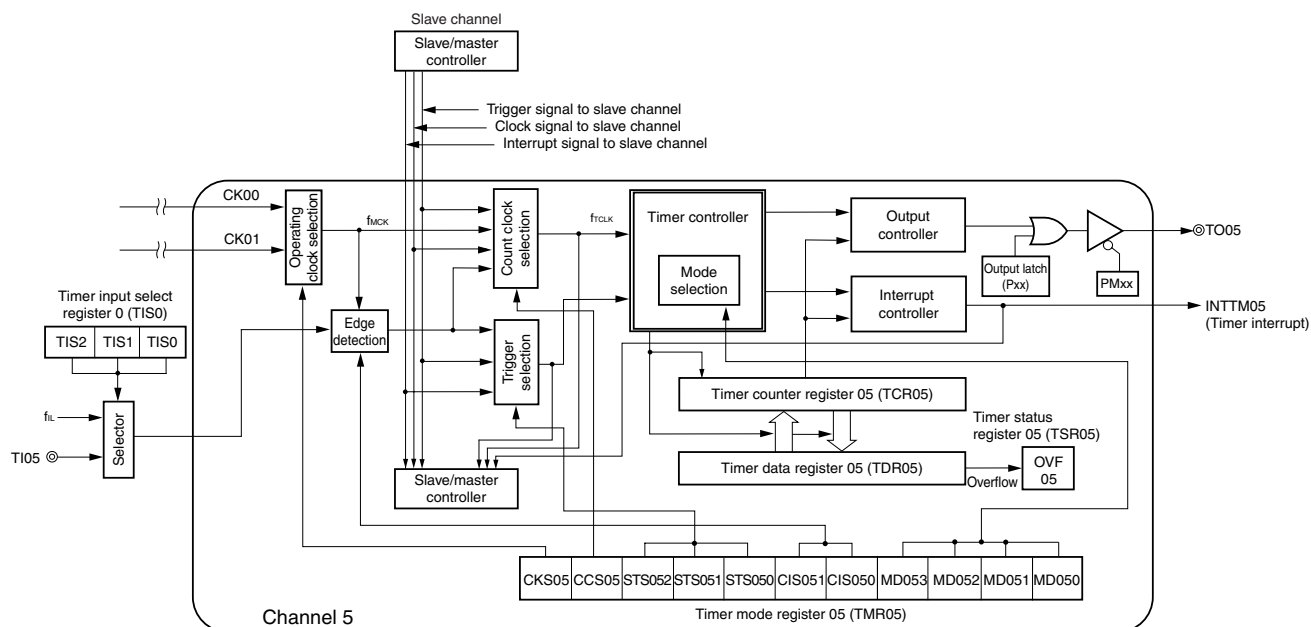 Slave channel
Slave/master
controller
Trigger signal to slave channel
Clock signal to slave channel
Interrupt signal to slave channel
CK00
CK01
Operating
clock selection
fMCK
Count clock
selection
fTCLK
Timer controller
Mode
selection
Output
controller
Output latch
(Pxx)
PMxx
TO05
Interrupt
controller
INTTM05
(Timer interrupt)
Timer input select
register 0 (TIS0)
TIS2 TIS1 TIS0
fIL
TI05
Selector
Edge
detection
Trigger
selection
Slave/master
controller
Timer counter register 05 (TCR05)
Timer data register 05 (TDR05)
Timer status
register 05 (TSR05)
Overflow
OVF
05
CKS05 CCS05 STS052 STS051 STS050 CIS051 CIS050 MD053 MD052 MD051 MD050
Timer mode register 05 (TMR05)
Channel 5